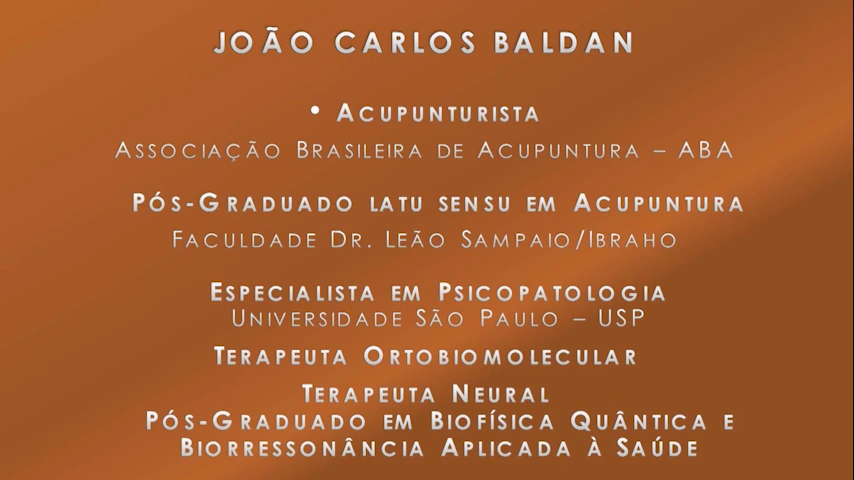 JOÃO CARLOS BALDAN
• ACUPUNTURISTA
ASSOCIAÇÃO BRASILEIRA DE ACUPUNTURA – ABA
PÓS-GRADUADO LATU SENSU EM ACUPUNTURA
FACULDADE DR. LEÃO SAMPAIO/IBRAHO
ESPECIALISTA EM PSICOPATOLOGIA
UNIVERSIDADE SÃO PAULO – USP
TERAPEUTA ORTOBIOMOLECULAR
TERAPEUTA NEURAL
PÓS-GRADUADO EM BIOFÍSICA QUÂNTICA E
BIORRESSONÂNCIA APLICADA À SAÚDE